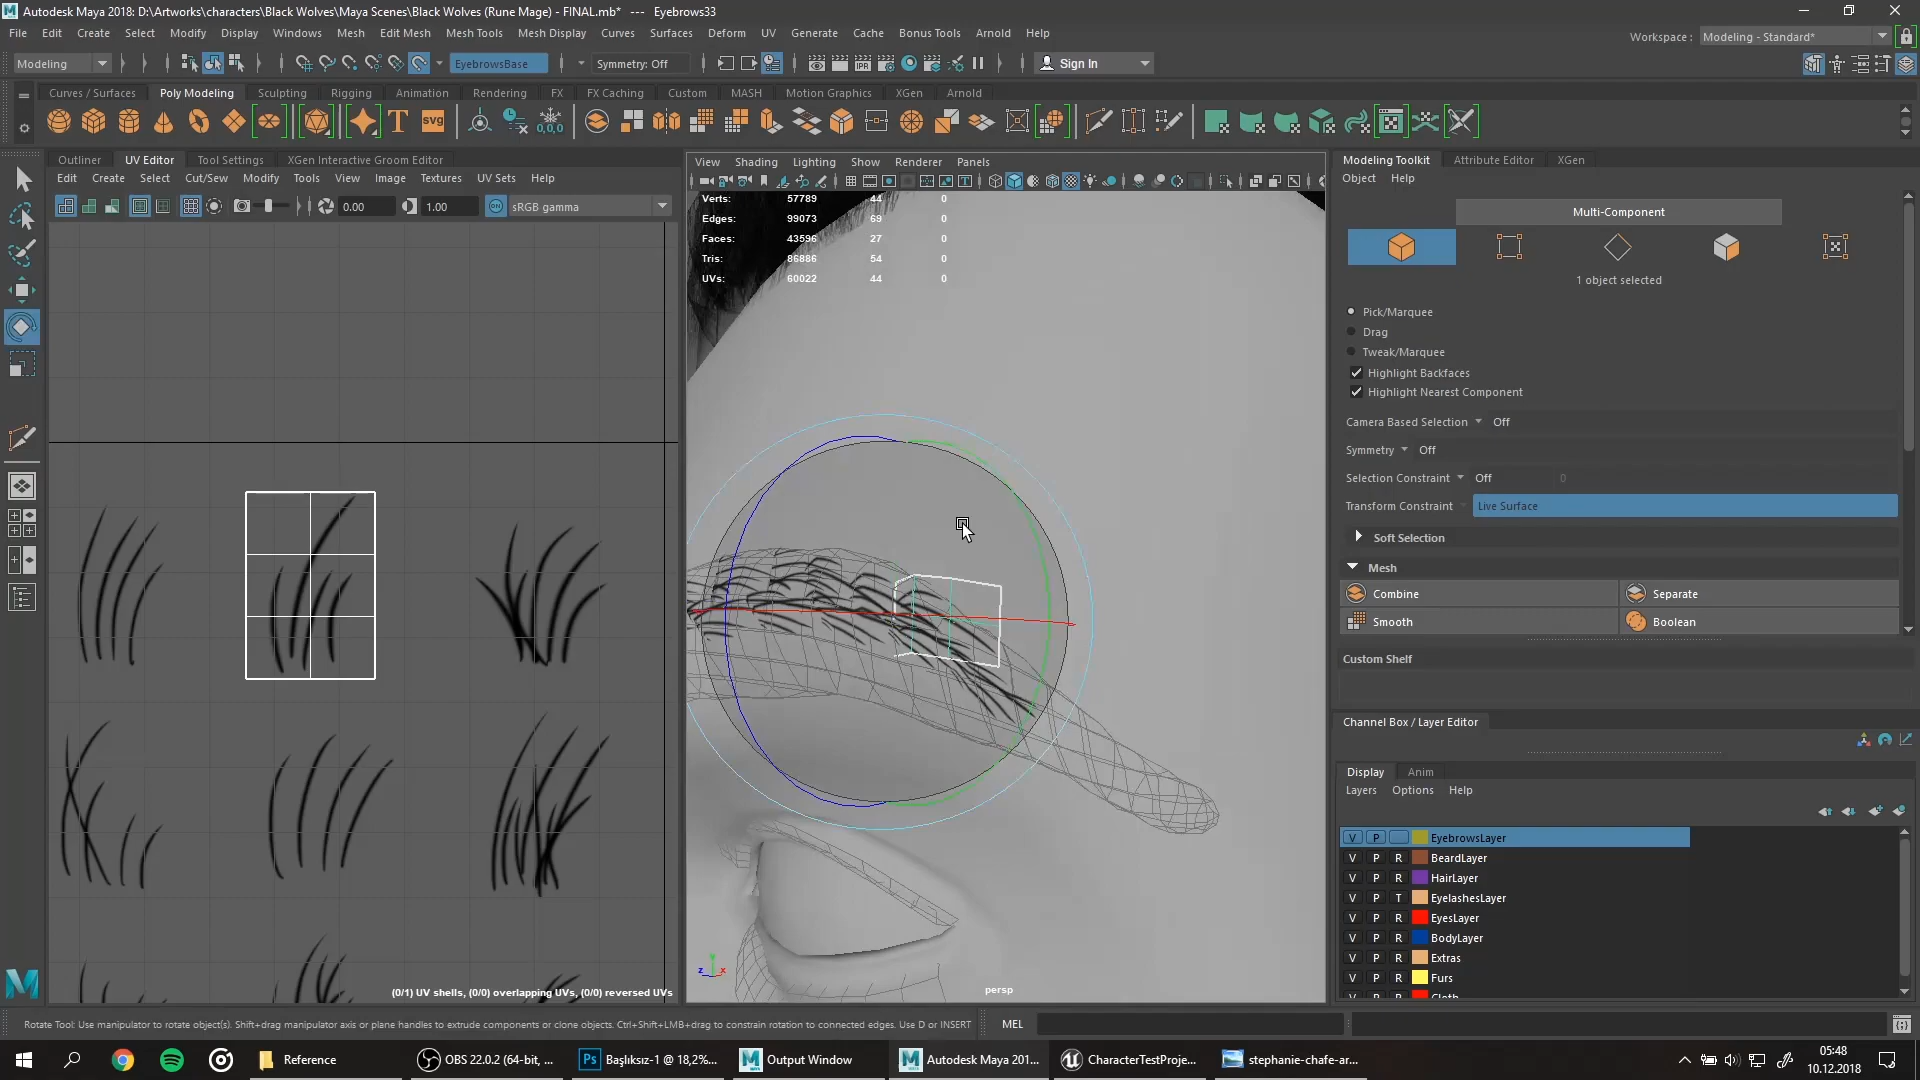 Autodesk Maya 2018: D:\Artworks\characters\Black Wolves\Maya Scenes\Black Wolves (Rune Mage) - FINAL.mb* --- Eyebrows33
File Edit Create Select Modify Display Windows Mesh Edit Mesh Mesh Tools Mesh Display Curves Surfaces Deform UV Generate Cache Bonus Tools Arnold Help
Workspace : Modeling - Standard*
Modeling EyebrowsBase Symmetry: Off Sign In
Curves / Surfaces Poly Modeling Sculpting Rigging Animation Rendering FX FX Caching Custom MASH Motion Graphics XGen Arnold
T SVG 0,0,0
Outliner UV Editor Tool Settings XGen Interactive Groom Editor
Edit Create Select Cut/Sew Modify Tools View Image Textures UV Sets Help
0.00 1.00 ON sRGB gamma
View Shading Lighting Show Renderer Panels
Verts: 57789 44 0
Edges: 99073 69 0
Faces: 43596 27 0
Tris: 86886 54 0
UVs: 60022 44 0
(0/1) UV shells, (0/0) overlapping UVs, (0/0) reversed UVs
persp
Y
Z X
Modeling Toolkit Attribute Editor XGen
Object Help
Multi-Component
1 object selected
Pick/Marquee
Drag
Tweak/Marquee
Highlight Backfaces
Highlight Nearest Component
Camera Based Selection Off
Symmetry Off
Selection Constraint Off 0
Transform Constraint Live Surface
Soft Selection
Mesh
Combine Separate
Smooth Boolean
Custom Shelf
Channel Box / Layer Editor
Display Anim
Layers Options Help
V P EyebrowsLayer
V P R BeardLayer
V P R HairLayer
V P T EyelashesLayer
V P R EyesLayer
V P R BodyLayer
V P R Extras
V P R Furs
V P R Cloth
Rotate Tool: Use manipulator to rotate object(s). Shift+drag manipulator axis or plane handles to extrude components or clone objects. Ctrl+Shift+LMB+drag to constrain rotation to connected edges. Use D or INSERT
MEL
Reference OBS 22.0.2 (64-bit, ... Ps Başlıksız-1 @ %18,2%... Output Window Autodesk Maya 201... CharacterTestProje... stephanie-chafe-ar...
05:48
10.12.2018